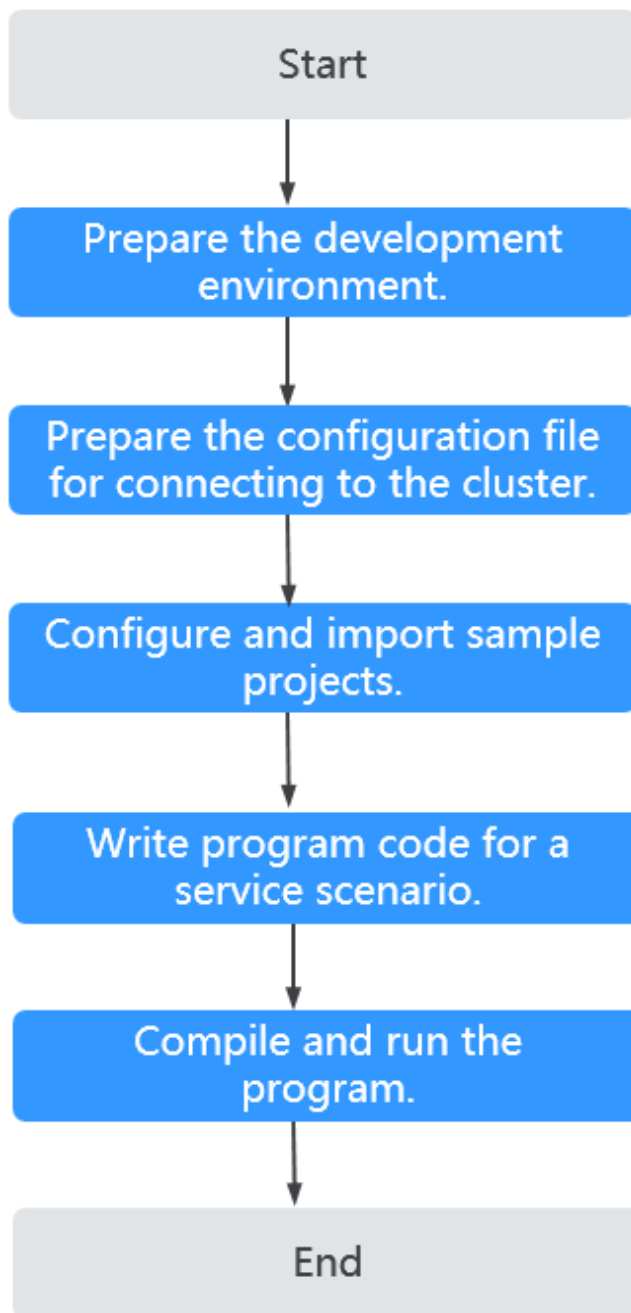 Start
Prepare the development
environment.
Prepare the configuration file
for connecting to the cluster.
Configure and import sample
projects.
Write program code for a
service scenario.
Compile and run the
program.
End